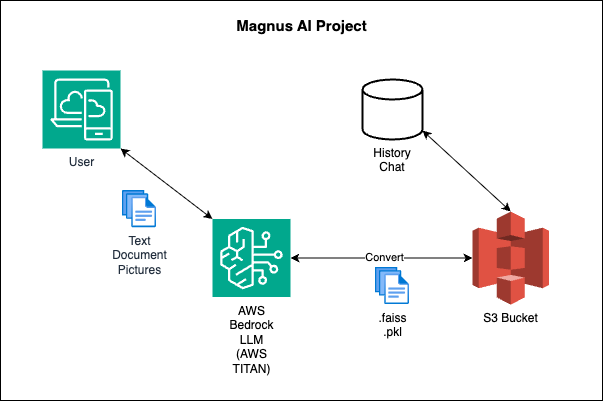 Magnus AI Project
User
History
Chat
Text
Document
Pictures
Convert
AWS
Bedrock
LLM
(AWS
TITAN)
.faiss
.pkl
S3 Bucket